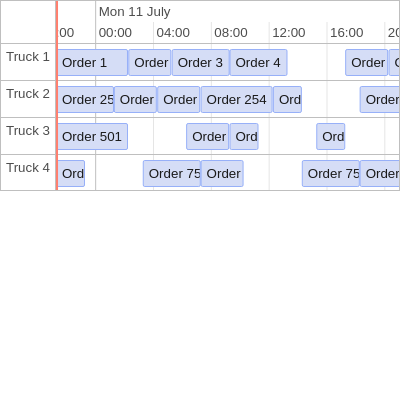 Mon 11 July
00 00:00 04:00 08:00 12:00 16:00 20
Truck 1 Order 1 Order Order 3 Order 4 Order
Truck 2 Order 25 Order Order Order 254 Ord Order
Truck 3 Order 501 Order Ord Ord
Truck 4 Ord Order 75 Order Order 75 Order